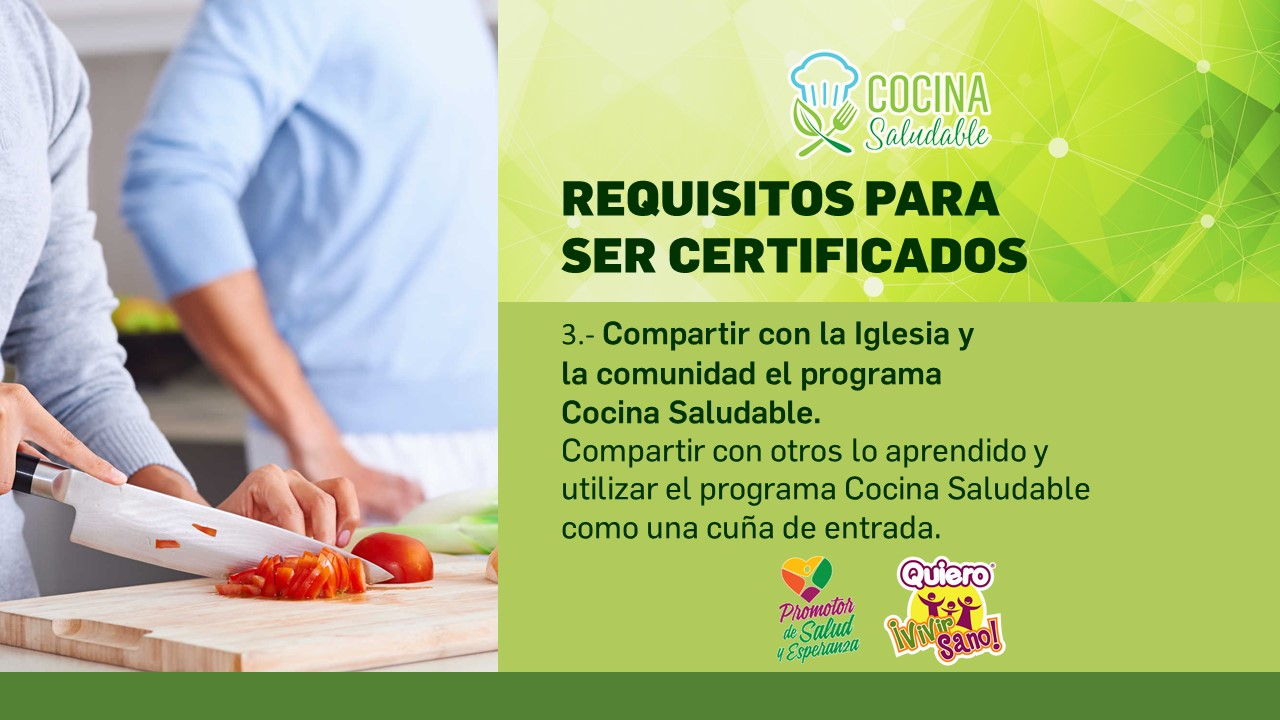 COCINA
Saludable
REQUISITOS PARA
SER CERTIFICADOS
3.- Compartir con la Iglesia y
la comunidad el programa
Cocina Saludable.
Compartir con otros lo aprendido y
utilizar el programa Cocina Saludable
como una cuña de entrada.
Promotor
de Salud
y Esperanza
Quiero
¡Vivir
Sano!